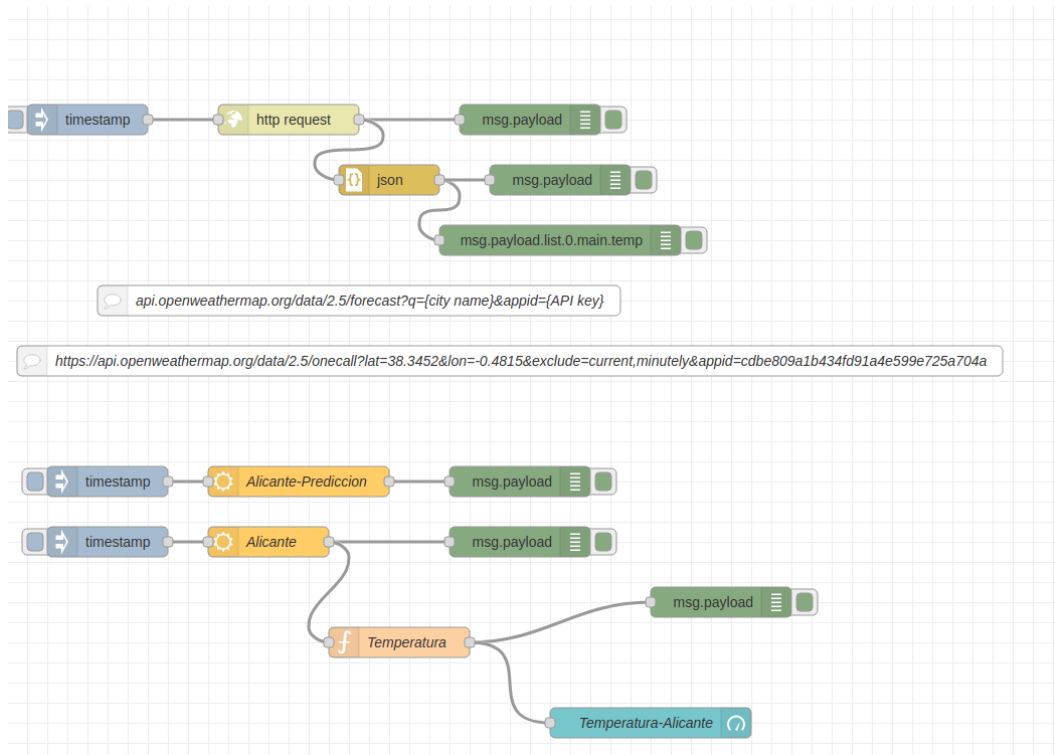 timestamp
http request
msg.payload
json
msg.payload
msg.payload.list.0.main.temp
api.openweathermap.org/data/2.5/forecast?q={city name}&appid={API key}
https://api.openweathermap.org/data/2.5/onecall?lat=38.3452&lon=-0.4815&exclude=current,minutely&appid=cdbe809a1b434fd91a4e599e725a704a
timestamp
Alicante-Prediccion
msg.payload
timestamp
Alicante
msg.payload
msg.payload
Temperatura
Temperatura-Alicante